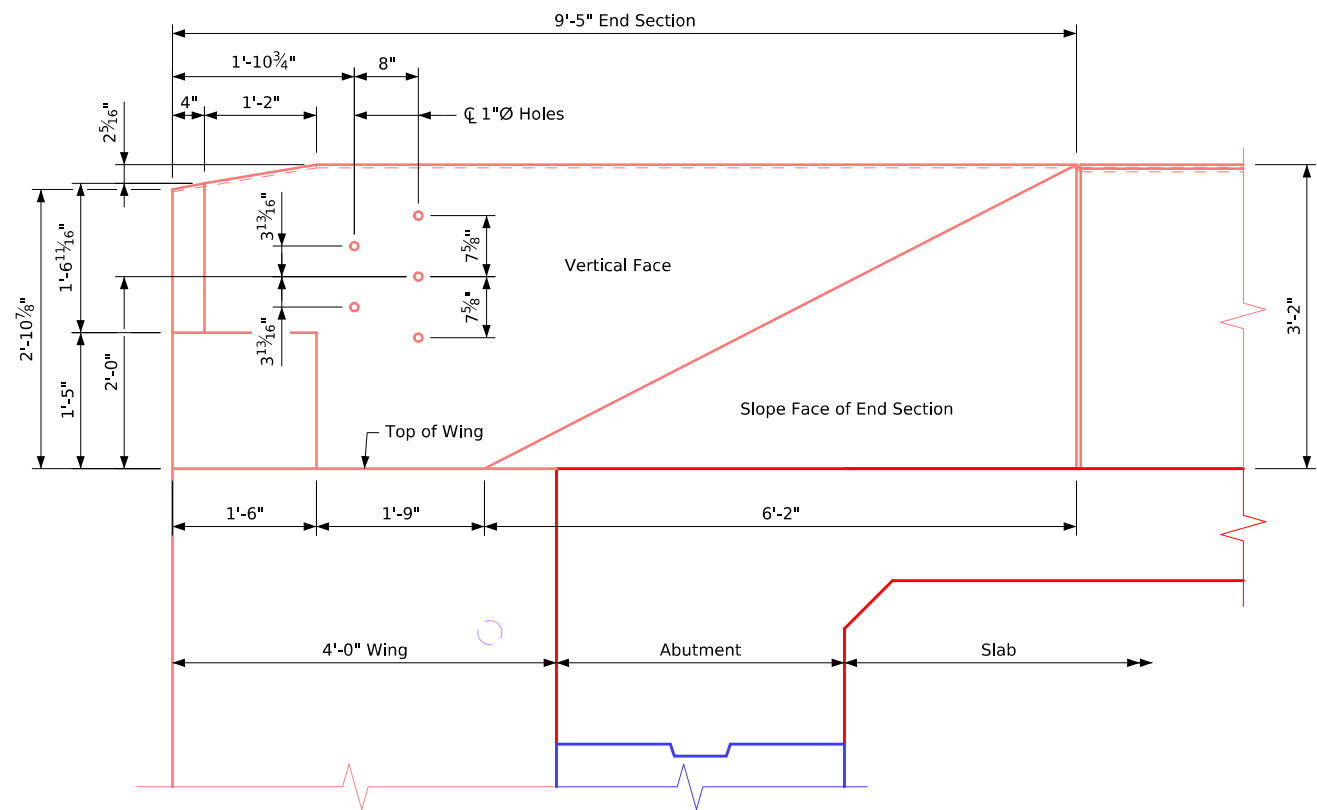 9'-5" End Section
1'-10¾"
8"
4"
1'-2"
℄ 1"Ø Holes
2⁵⁄₁₆"
3¹³⁄₁₆"
7⅝"
1'-6¹¹⁄₁₆"
Vertical Face
2'-10⅞"
2'-0"
3¹³⁄₁₆"
7⅝"
3'-2"
1'-5"
Slope Face of End Section
Top of Wing
1'-6"
1'-9"
6'-2"
4'-0" Wing
Abutment
Slab